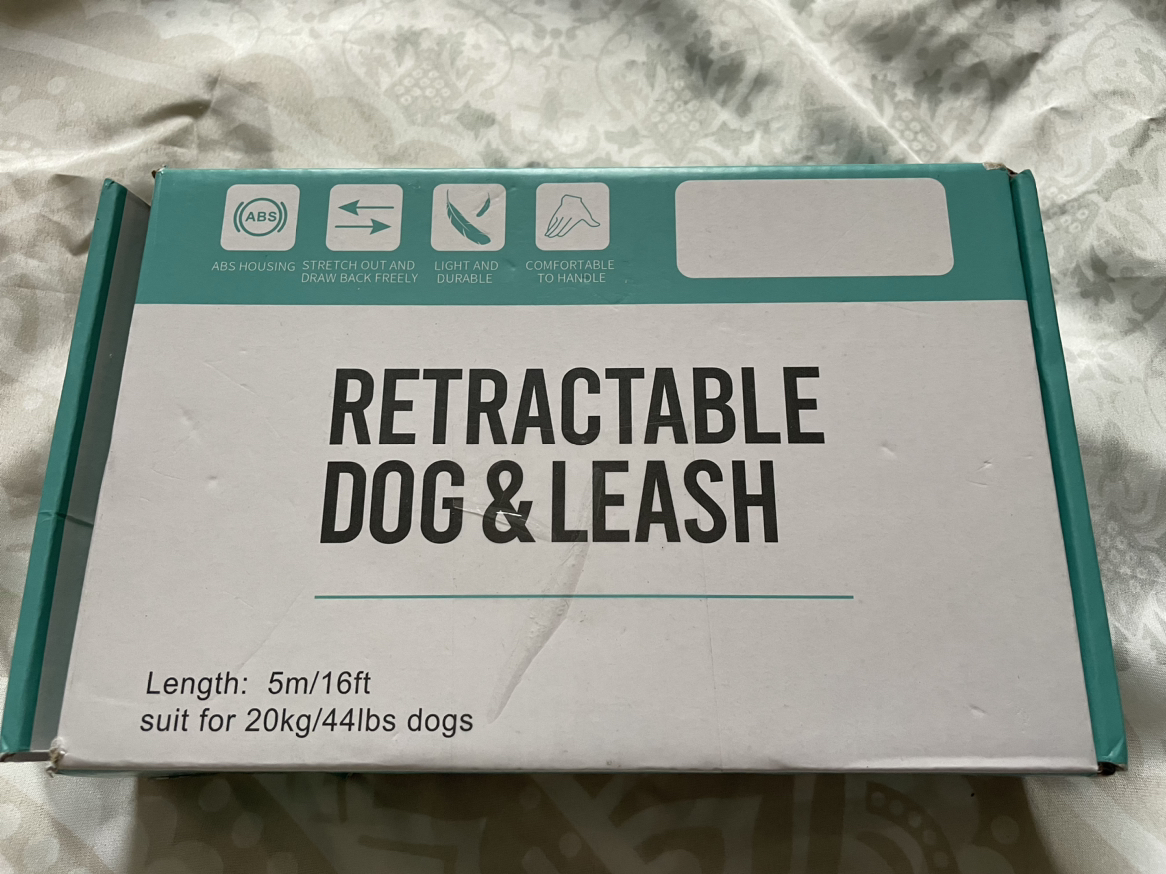 ABS
ABS HOUSING
STRETCH OUT AND
DRAW BACK FREELY
LIGHT AND
DURABLE
COMFORTABLE
TO HANDLE
RETRACTABLE
DOG & LEASH
Length: 5m/16ft
suit for 20kg/44lbs dogs